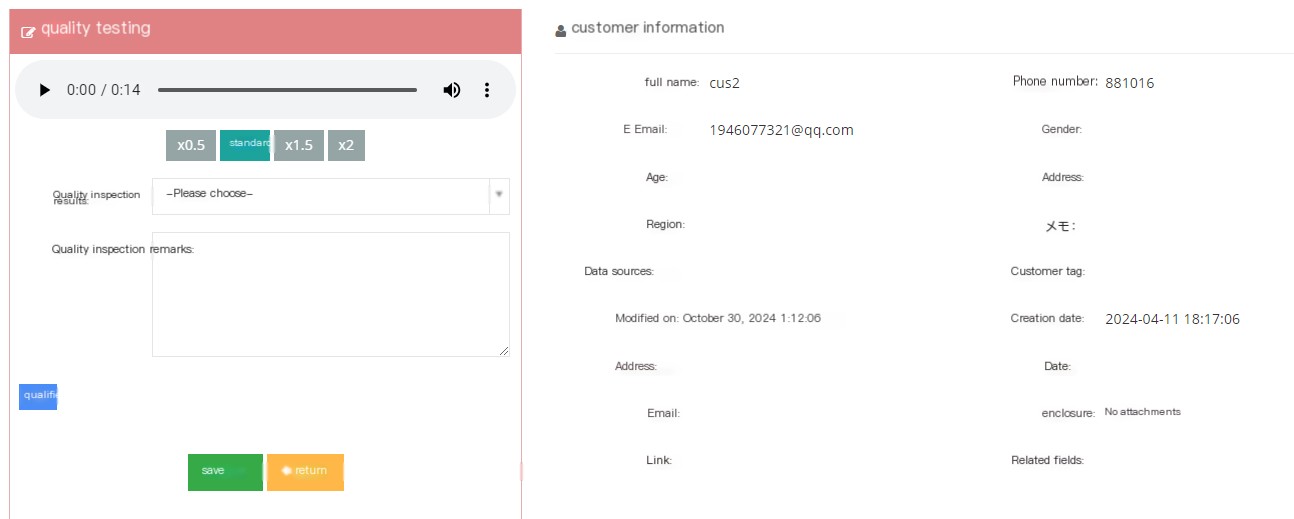 quality testing
0:00 / 0:14
x0.5
standard
x1.5
x2
Quality inspection
results:
–Please choose–
Quality inspection remarks:
qualifie
save
return
customer information
full name: cus2
Phone number: 881016
E Email: 1946077321@qq.com
Gender:
Age:
Address:
Region:
メモ:
Data sources:
Customer tag:
Modified on: October 30, 2024 1:12:06
Creation date: 2024-04-11 18:17:06
Address:
Date:
Email:
enclosure: No attachments
Link:
Related fields: